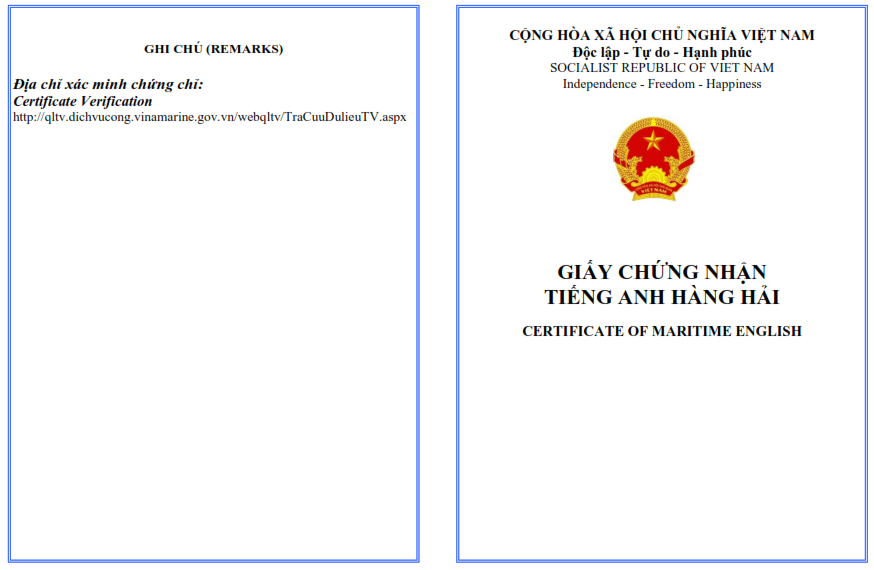 GHI CHÚ (REMARKS)
Địa chỉ xác minh chứng chỉ:
Certificate Verification
http://qltv.dichvucong.vinamarine.gov.vn/webqltv/TraCuuDulieuTV.aspx
CỘNG HÒA XÃ HỘI CHỦ NGHĨA VIỆT NAM
Độc lập - Tự do - Hạnh phúc
SOCIALIST REPUBLIC OF VIET NAM
Independence - Freedom - Happiness
VIỆT NAM
GIẤY CHỨNG NHẬN
TIẾNG ANH HÀNG HẢI
CERTIFICATE OF MARITIME ENGLISH